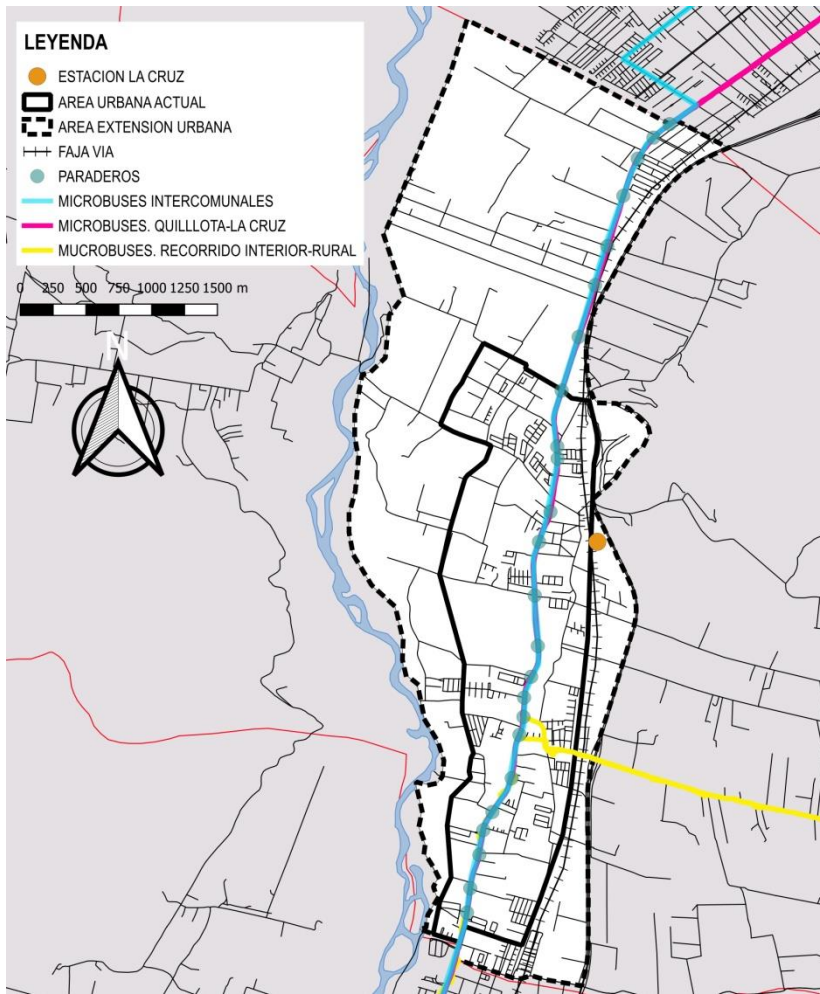 LEYENDA
ESTACION LA CRUZ
AREA URBANA ACTUAL
AREA EXTENSION URBANA
FAJA VIA
PARADEROS
MICROBUSES INTERCOMUNALES
MICROBUSES. QUILLLOTA-LA CRUZ
MUCROBUSES. RECORRIDO INTERIOR-RURAL
0 250 500 750 1000 1250 1500 m
N